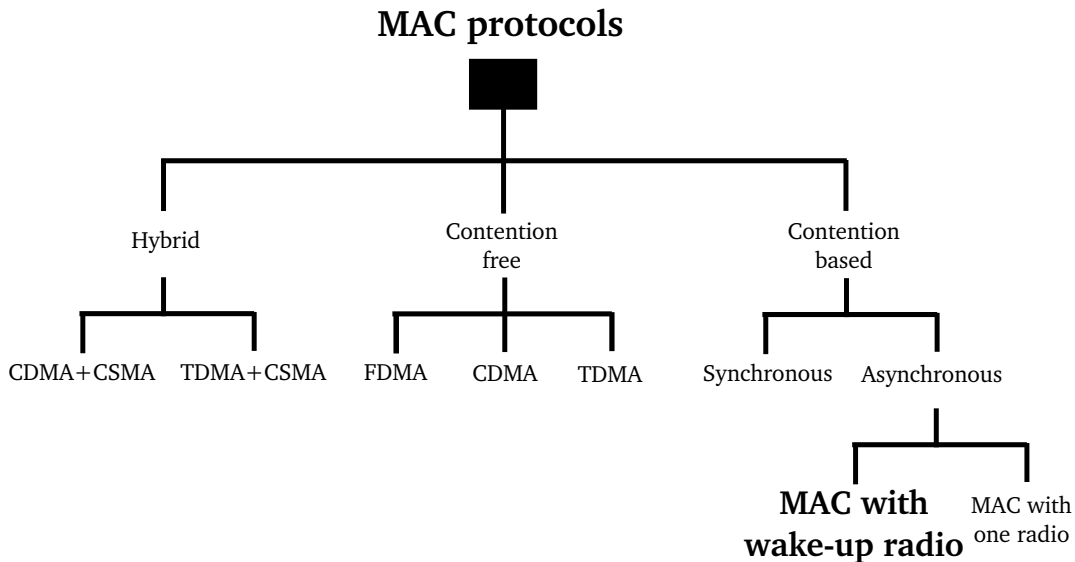 MAC protocols
Hybrid
Contention
free
Contention
based
CDMA+CSMA
TDMA+CSMA
FDMA
CDMA
TDMA
Synchronous
Asynchronous
MAC with
wake-up radio
MAC with
one radio